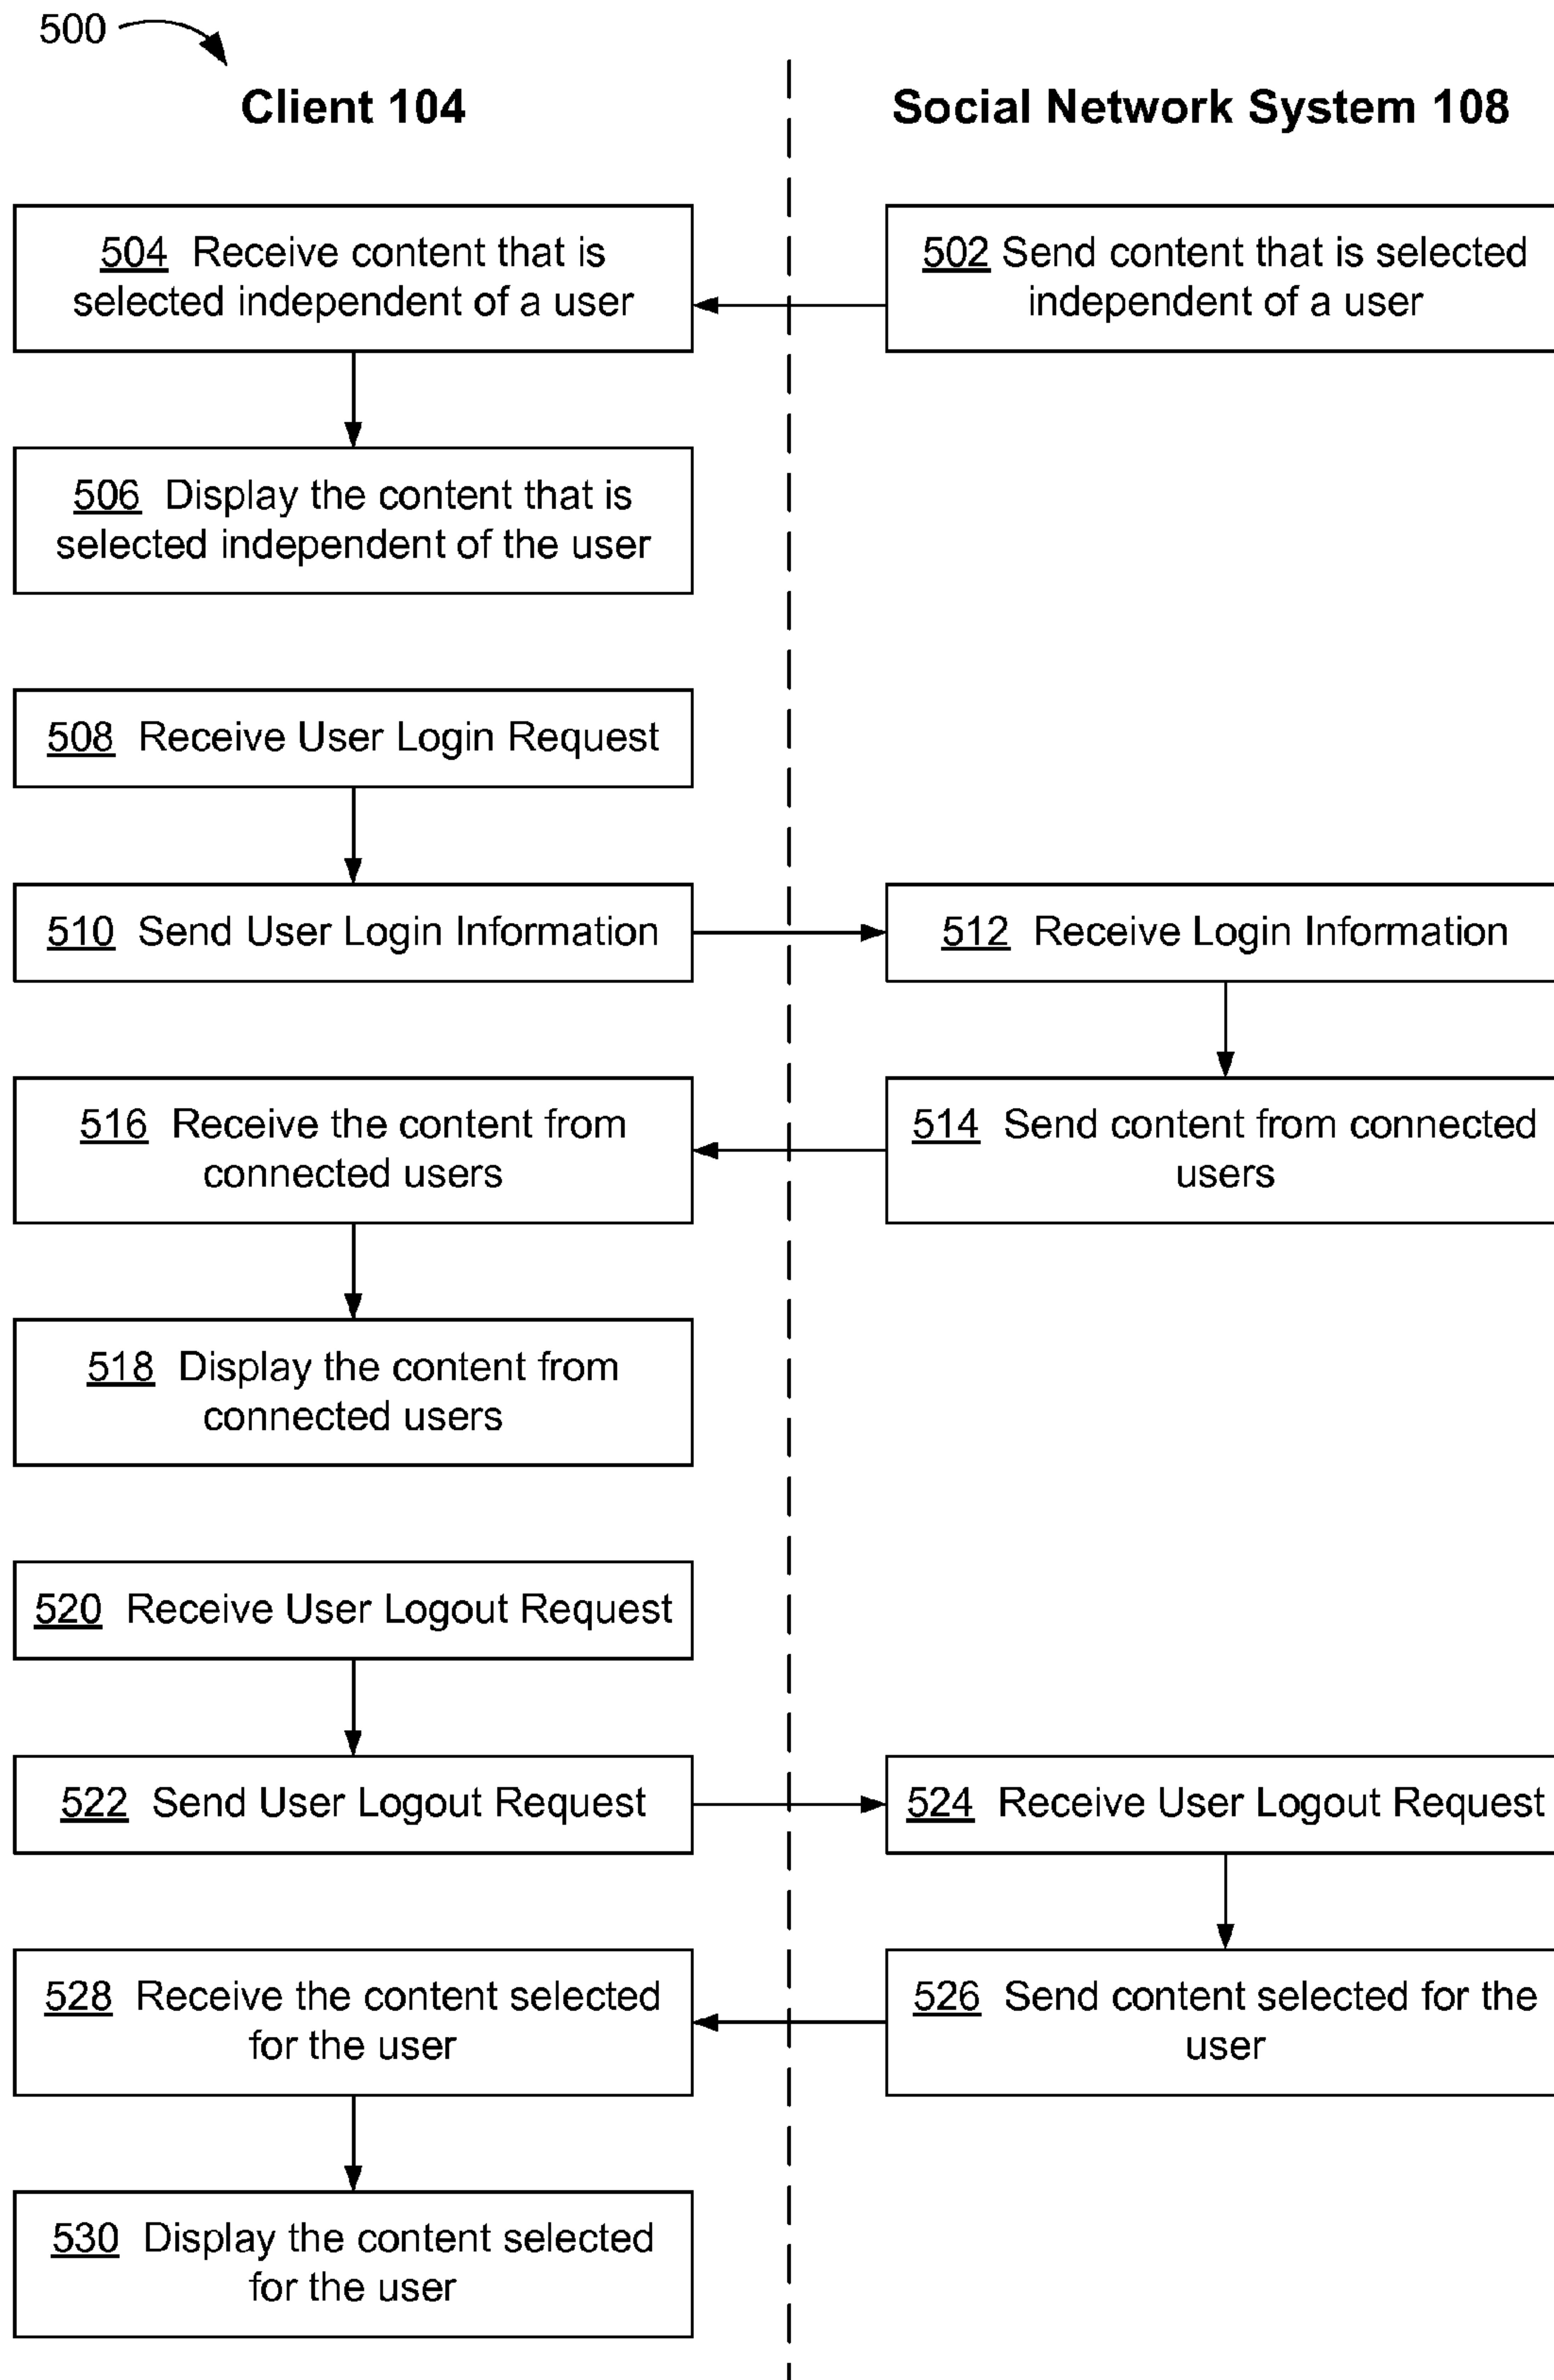 500
Client 104
Social Network System 108
504 Receive content that is
selected independent of a user
502 Send content that is selected
independent of a user
506 Display the content that is
selected independent of the user
508 Receive User Login Request
510 Send User Login Information
512 Receive Login Information
516 Receive the content from
connected users
514 Send content from connected
users
518 Display the content from
connected users
520 Receive User Logout Request
522 Send User Logout Request
524 Receive User Logout Request
528 Receive the content selected
for the user
526 Send content selected for the
user
530 Display the content selected
for the user